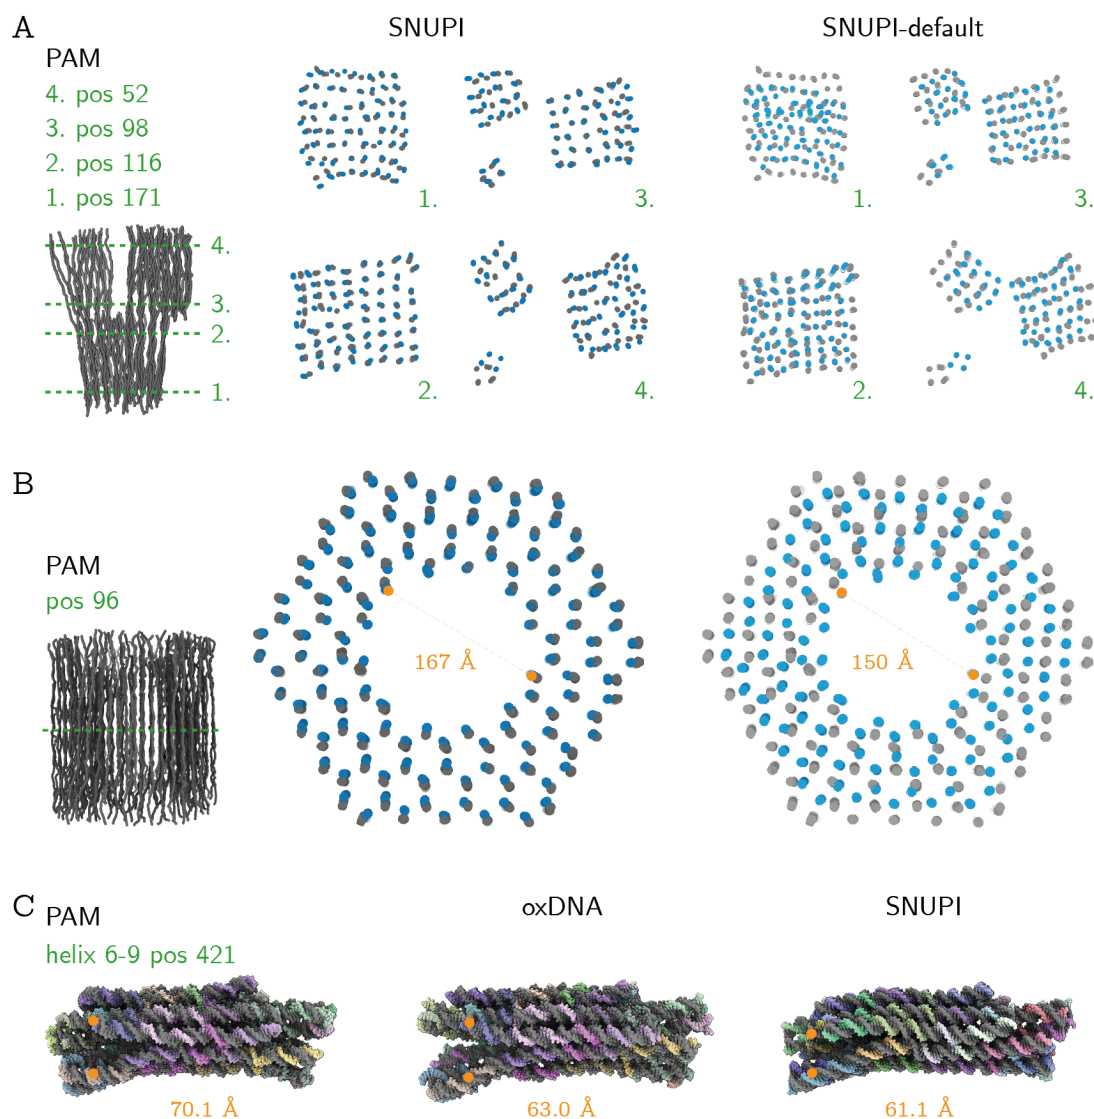 A
SNUPI
SNUPI-default
PAM
4. pos 52
3. pos 98
2. pos 116
1. pos 171
1.
3.
1.
3.
4.
3.
2.
1.
2.
4.
2.
4.
B
PAM
pos 96
167 Å
150 Å
C
PAM
oxDNA
SNUPI
helix 6-9 pos 421
70.1 Å
63.0 Å
61.1 Å